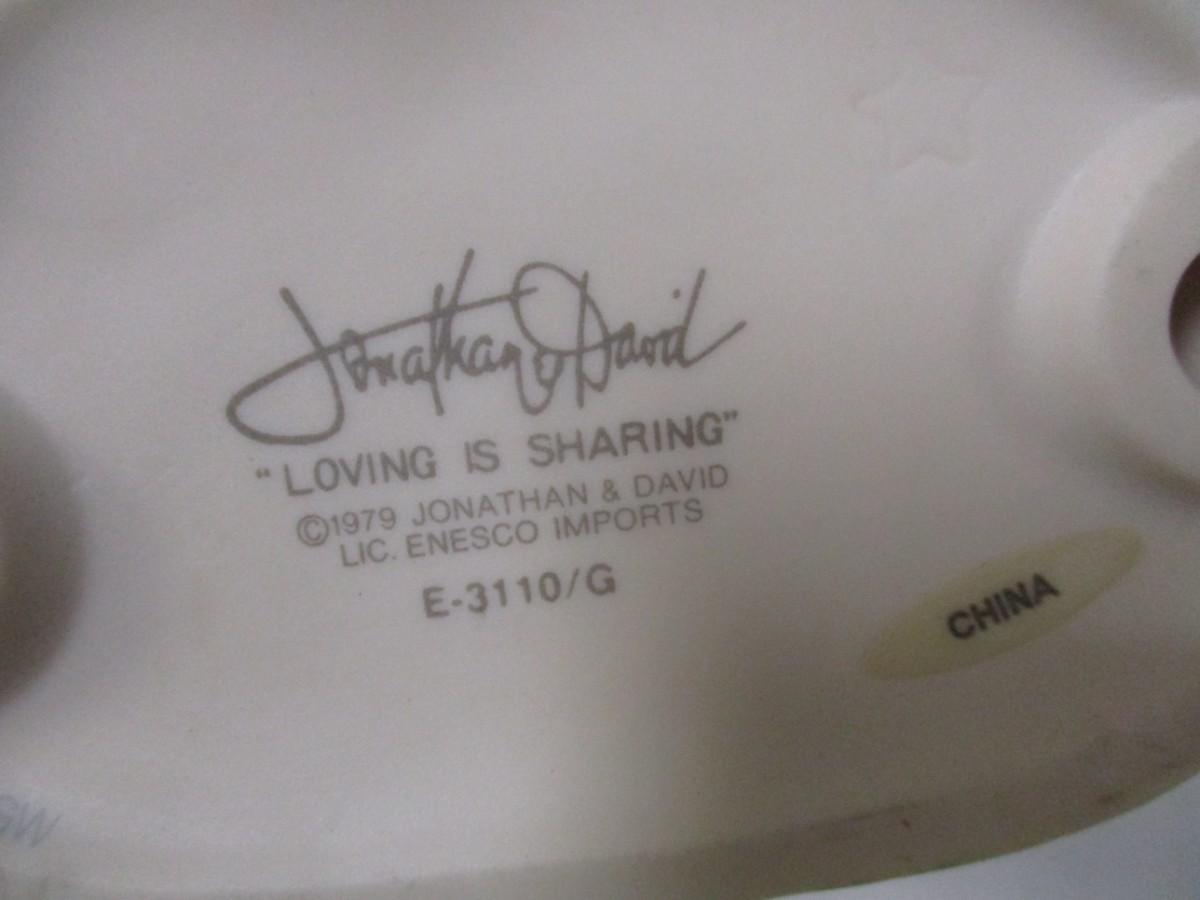 Jonathan & David
"LOVING IS SHARING"
©1979 JONATHAN & DAVID
LIC. ENESCO IMPORTS
E-3110/G
CHINA